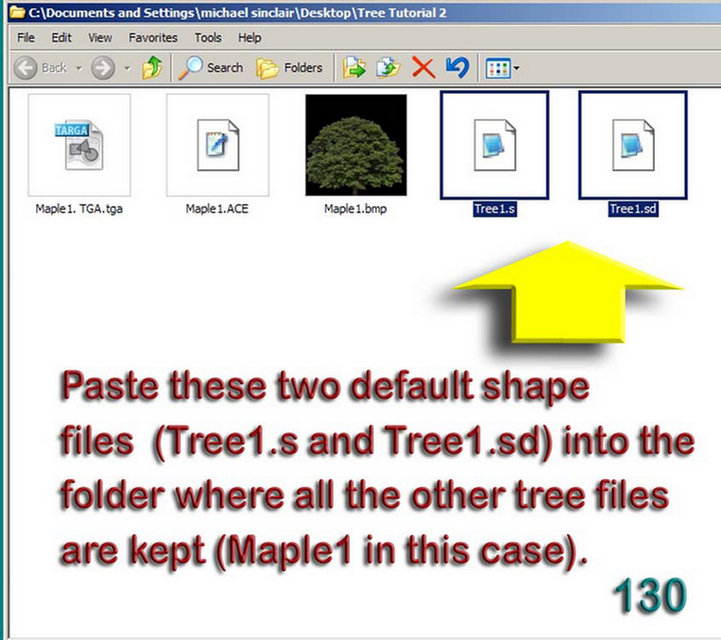 C:\Documents and Settings\michael sinclair\Desktop\Tree Tutorial 2
File Edit View Favorites Tools Help
Back Search Folders
TARGA
Maple1. TGA.tga Maple1.ACE Maple1.bmp Tree1.s Tree1.sd
Paste these two default shape
files (Tree1.s and Tree1.sd) into the
folder where all the other tree files
are kept (Maple1 in this case).
130